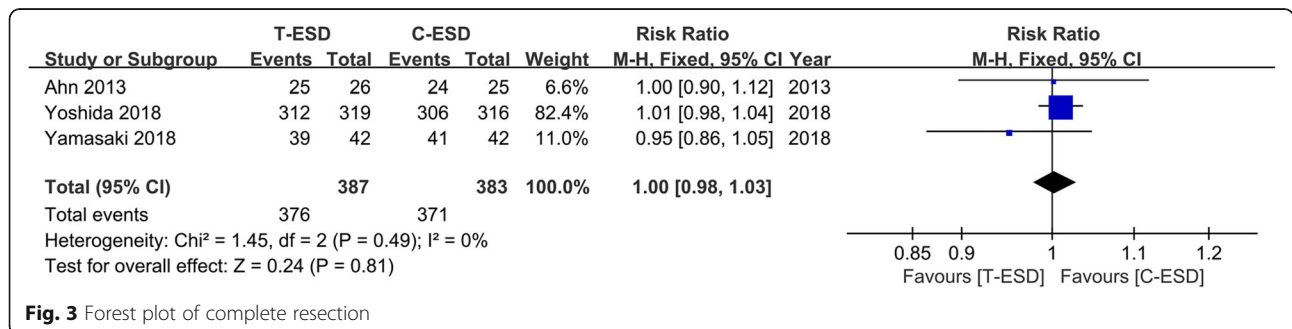 T-ESD C-ESD Risk Ratio Risk Ratio
Study or Subgroup Events Total Events Total Weight M-H, Fixed, 95% CI Year M-H, Fixed, 95% CI
Ahn 2013 25 26 24 25 6.6% 1.00 [0.90, 1.12] 2013
Yoshida 2018 312 319 306 316 82.4% 1.01 [0.98, 1.04] 2018
Yamasaki 2018 39 42 41 42 11.0% 0.95 [0.86, 1.05] 2018
Total (95% CI) 387 383 100.0% 1.00 [0.98, 1.03]
Total events 376 371
Heterogeneity: Chi² = 1.45, df = 2 (P = 0.49); I² = 0%
Test for overall effect: Z = 0.24 (P = 0.81)
0.85 0.9 1 1.1 1.2
Favours [T-ESD] Favours [C-ESD]
Fig. 3 Forest plot of complete resection